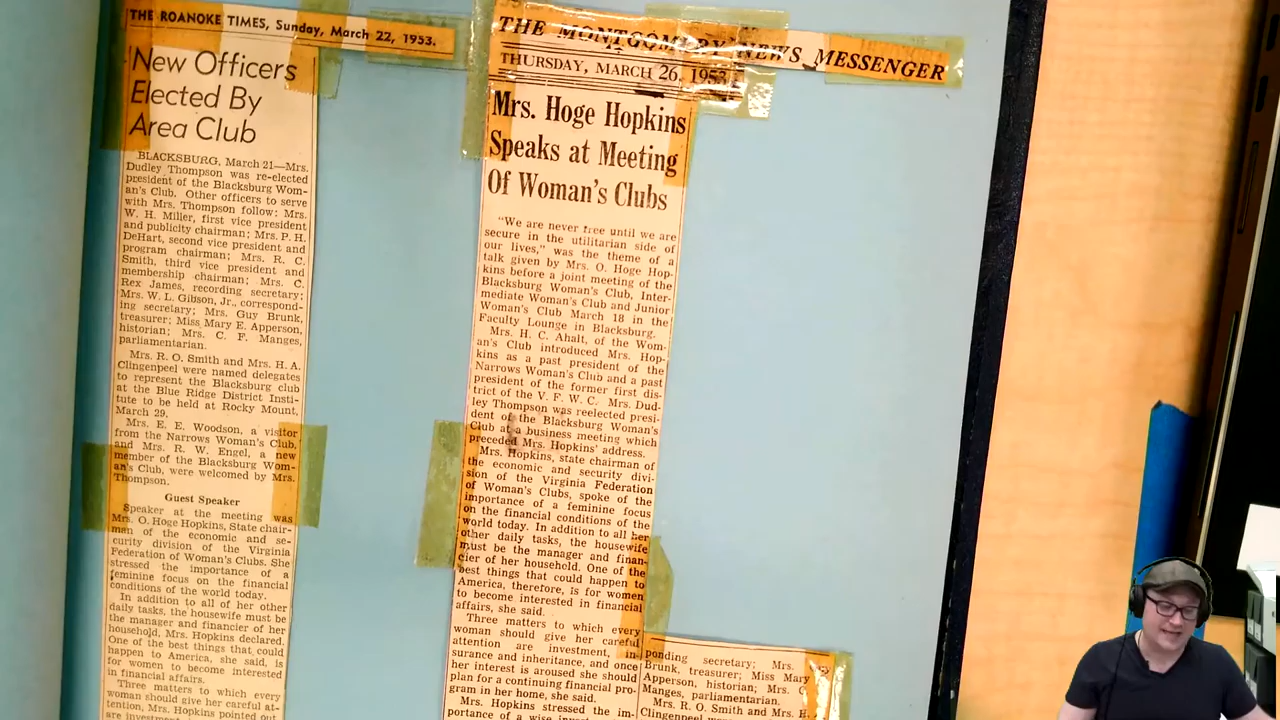 THE ROANOKE TIMES, Sunday, March 22, 1953.
New Officers
Elected By
Area Club
BLACKSBURG, March 21—Mrs.
Dudley Thompson was re-elected
president of the Blacksburg Wom-
an's Club. Other officers to serve
with Mrs. Thompson follow: Mrs.
W. H. Miller, first vice president
and publicity chairman; Mrs. P. H.
DeHart, second vice president and
program chairman; Mrs. R. C.
Smith, third vice president and
membership chairman; Mrs. C.
Rex James, recording secretary;
Mrs. W. L. Gibson, Jr., correspond-
ing secretary; Mrs. Guy Brunk,
treasurer; Miss Mary E. Apperson,
historian; Mrs. C. F. Manges,
parliamentarian.
Mrs. R. O. Smith and Mrs. H. A.
Clingenpeel were named delegates
to represent the Blacksburg club
at the Blue Ridge District Insti-
tute to be held at Rocky Mount,
March 29.
Mrs. E. E. Woodson, a visitor
from the Narrows Woman's Club,
and Mrs. R. W. Engel, a new
member of the Blacksburg Wom-
an's Club, were welcomed by Mrs.
Thompson.
Guest Speaker
Speaker at the meeting was
Mrs. O. Hoge Hopkins, State chair-
man of the economic and se-
curity division of the Virginia
Federation of Woman's Clubs. She
stressed the importance of a
feminine focus on the financial
conditions of the world today.
In addition to all of her other
daily tasks, the housewife must be
the manager and financier of her
household, Mrs. Hopkins declared.
One of the best things that could
happen to America, she said, is
for women to become interested
in financial affairs.
Three matters to which every
woman should give her careful at-
tention, Mrs. Hopkins pointed out
are investment
THE MONTGOMERY NEWS MESSENGER
THURSDAY, MARCH 26, 1953
Mrs. Hoge Hopkins
Speaks at Meeting
Of Woman's Clubs
"We are never free until we are
secure in the utilitarian side of
our lives," was the theme of a
talk given by Mrs. O. Hoge Hop-
kins before a joint meeting of the
Blacksburg Woman's Club, Inter-
mediate Woman's Club and Junior
Woman's Club March 18 in the
Faculty Lounge in Blacksburg.
Mrs. H. C. Ahalt, of the Wom-
an's Club introduced Mrs. Hop-
kins as a past president of the
Narrows Woman's Club and a past
president of the former first dis-
trict of the V. F. W. C. Mrs. Dud-
ley Thompson was reelected presi-
dent of the Blacksburg Woman's
Club at a business meeting which
preceded Mrs. Hopkins' address.
Mrs. Hopkins, state chairman of
the economic and security divi-
sion of the Virginia Federation
of Woman's Clubs, spoke of the
importance of a feminine focus
on the financial conditions of the
world today. In addition to all her
other daily tasks, the housewife
must be the manager and finan-
cier of her household. One of the
best things that could happen to
America, therefore, is for women
to become interested in financial
affairs, she said.
Three matters to which every
woman should give her careful
attention are investment, in-
surance and inheritance, and once
her interest is aroused she should
plan for a continuing financial pro-
gram in her home, she said.
Mrs. Hopkins stressed the im-
portance of a wise
ponding secretary; Mrs.
Brunk, treasurer; Miss Mary
Apperson, historian; Mrs. C
Manges, parliamentarian.
Mrs. R. O. Smith and Mrs. H.
Clingenpeel were named